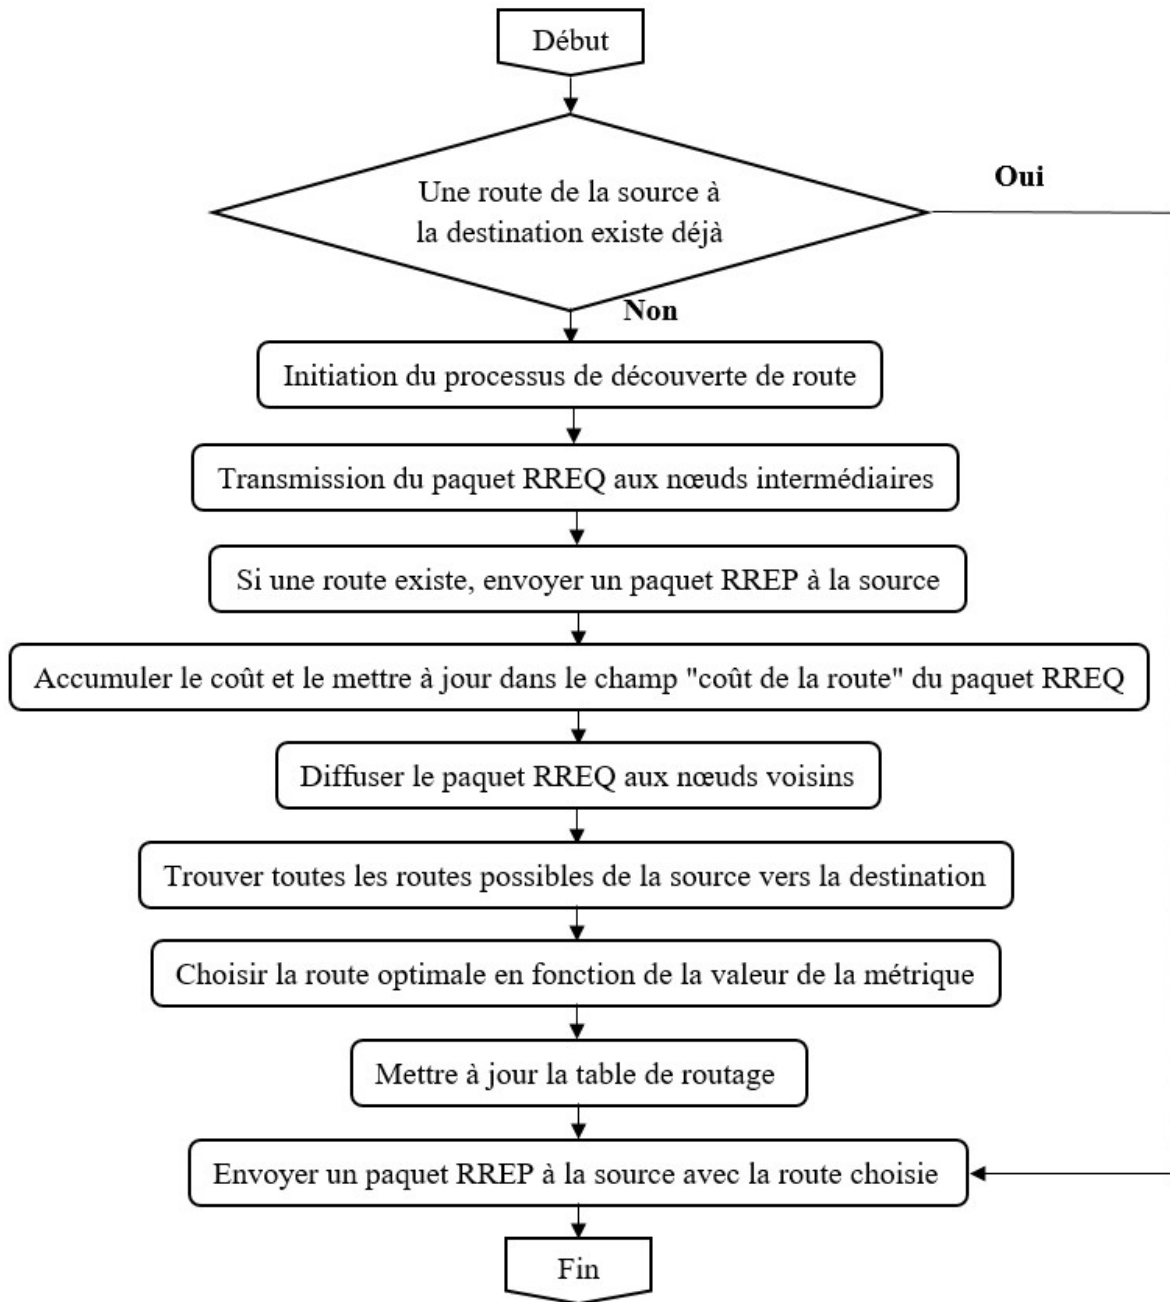 Début
Une route de la source à
la destination existe déjà
Oui
Non
Initiation du processus de découverte de route
Transmission du paquet RREQ aux nœuds intermédiaires
Si une route existe, envoyer un paquet RREP à la source
Accumuler le coût et le mettre à jour dans le champ "coût de la route" du paquet RREQ
Diffuser le paquet RREQ aux nœuds voisins
Trouver toutes les routes possibles de la source vers la destination
Choisir la route optimale en fonction de la valeur de la métrique
Mettre à jour la table de routage
Envoyer un paquet RREP à la source avec la route choisie
Fin